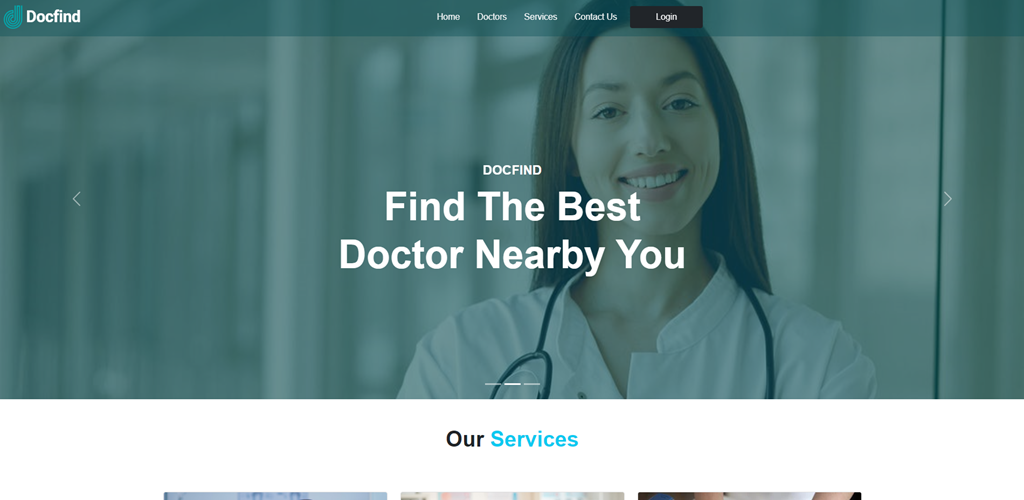 Docfind
Home
Doctors
Services
Contact Us
Login
DOCFIND
Find The Best
Doctor Nearby You
Our Services